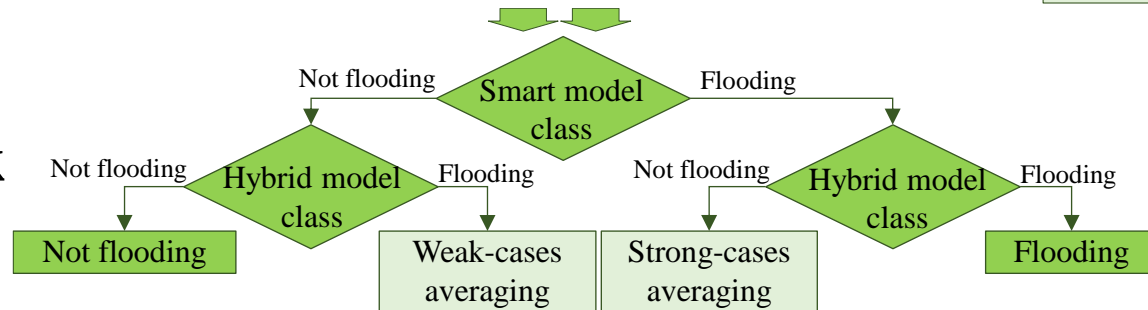 Not flooding
Flooding
Smart model
class
Not flooding
Flooding
Not flooding
Flooding
Hybrid model
class
Hybrid model
class
Not flooding
Weak-cases
averaging
Strong-cases
averaging
Flooding